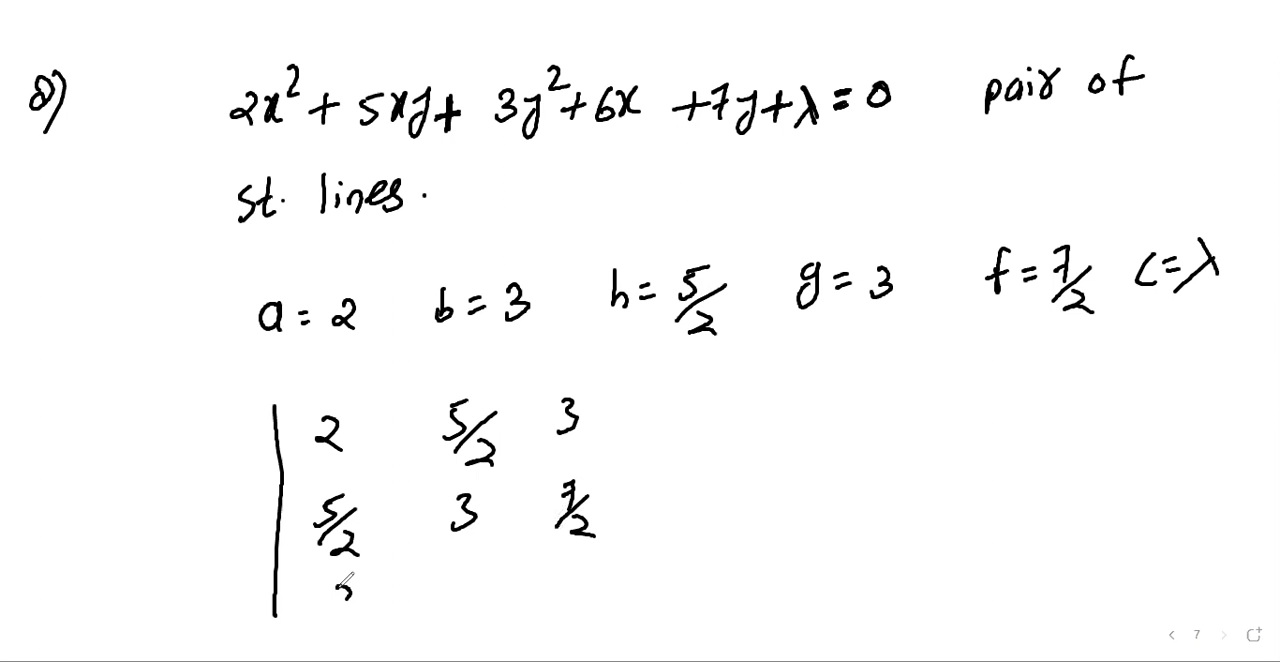 8) 2x² + 5xy + 3y² + 6x + 7y + λ = 0 pair of
st. lines.
a = 2 b = 3 h = 5/2 g = 3 f = 7/2 c = λ
2 5/2 3
5/2 3 7/2
< 7 >